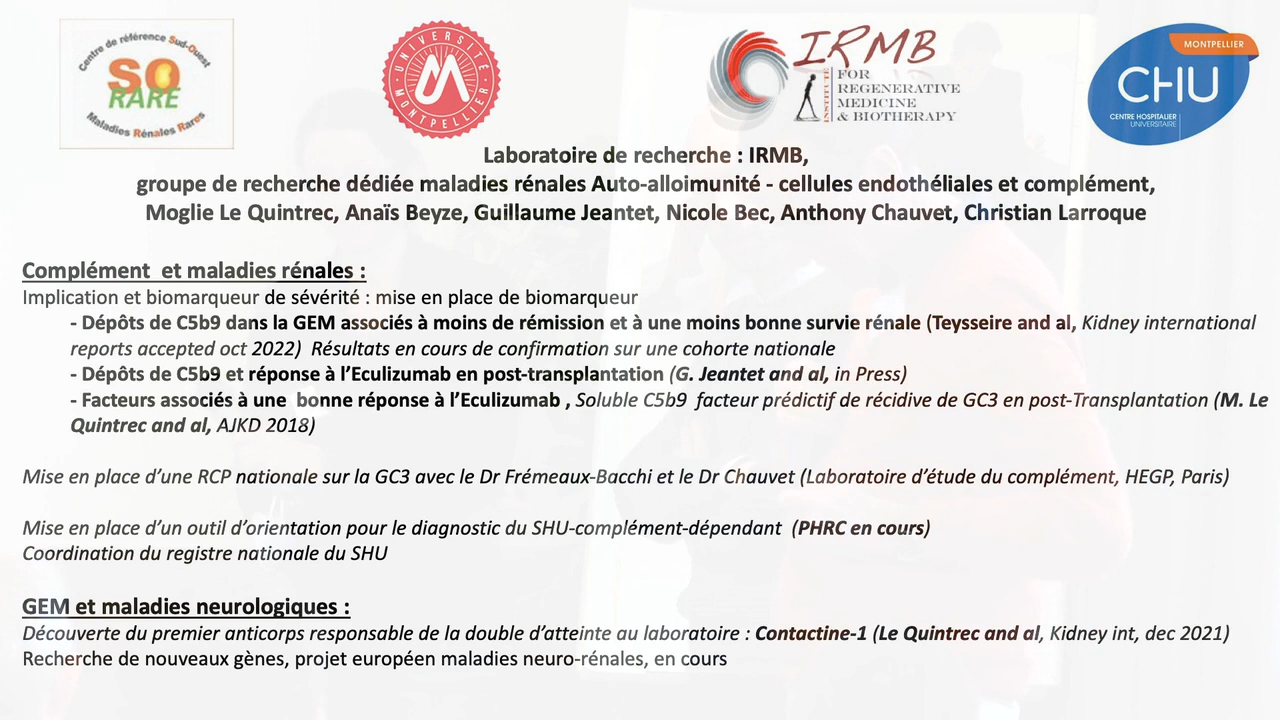 Centre de référence Sud-Ouest
SO
RARE
Maladies Rénales Rares
UNIVERSITÉ
MONTPELLIER
IRMB
INSTITUTE
FOR
REGENERATIVE
MEDICINE
& BIOTHERAPY
MONTPELLIER
CHU
CENTRE HOSPITALIER
UNIVERSITAIRE
Laboratoire de recherche : IRMB,
groupe de recherche dédiée maladies rénales Auto-alloimunité - cellules endothéliales et complément,
Moglie Le Quintrec, Anaïs Beyze, Guillaume Jeantet, Nicole Bec, Anthony Chauvet, Christian Larroque
Complément et maladies rénales :
Implication et biomarqueur de sévérité : mise en place de biomarqueur
- Dépôts de C5b9 dans la GEM associés à moins de rémission et à une moins bonne survie rénale (Teysseire and al, Kidney international
reports accepted oct 2022) Résultats en cours de confirmation sur une cohorte nationale
- Dépôts de C5b9 et réponse à l’Eculizumab en post-transplantation (G. Jeantet and al, in Press)
- Facteurs associés à une bonne réponse à l’Eculizumab , Soluble C5b9 facteur prédictif de récidive de GC3 en post-Transplantation (M. Le
Quintrec and al, AJKD 2018)
Mise en place d’une RCP nationale sur la GC3 avec le Dr Frémeaux-Bacchi et le Dr Chauvet (Laboratoire d’étude du complément, HEGP, Paris)
Mise en place d’un outil d’orientation pour le diagnostic du SHU-complément-dépendant (PHRC en cours)
Coordination du registre nationale du SHU
GEM et maladies neurologiques :
Découverte du premier anticorps responsable de la double d’atteinte au laboratoire : Contactine-1 (Le Quintrec and al, Kidney int, dec 2021)
Recherche de nouveaux gènes, projet européen maladies neuro-rénales, en cours